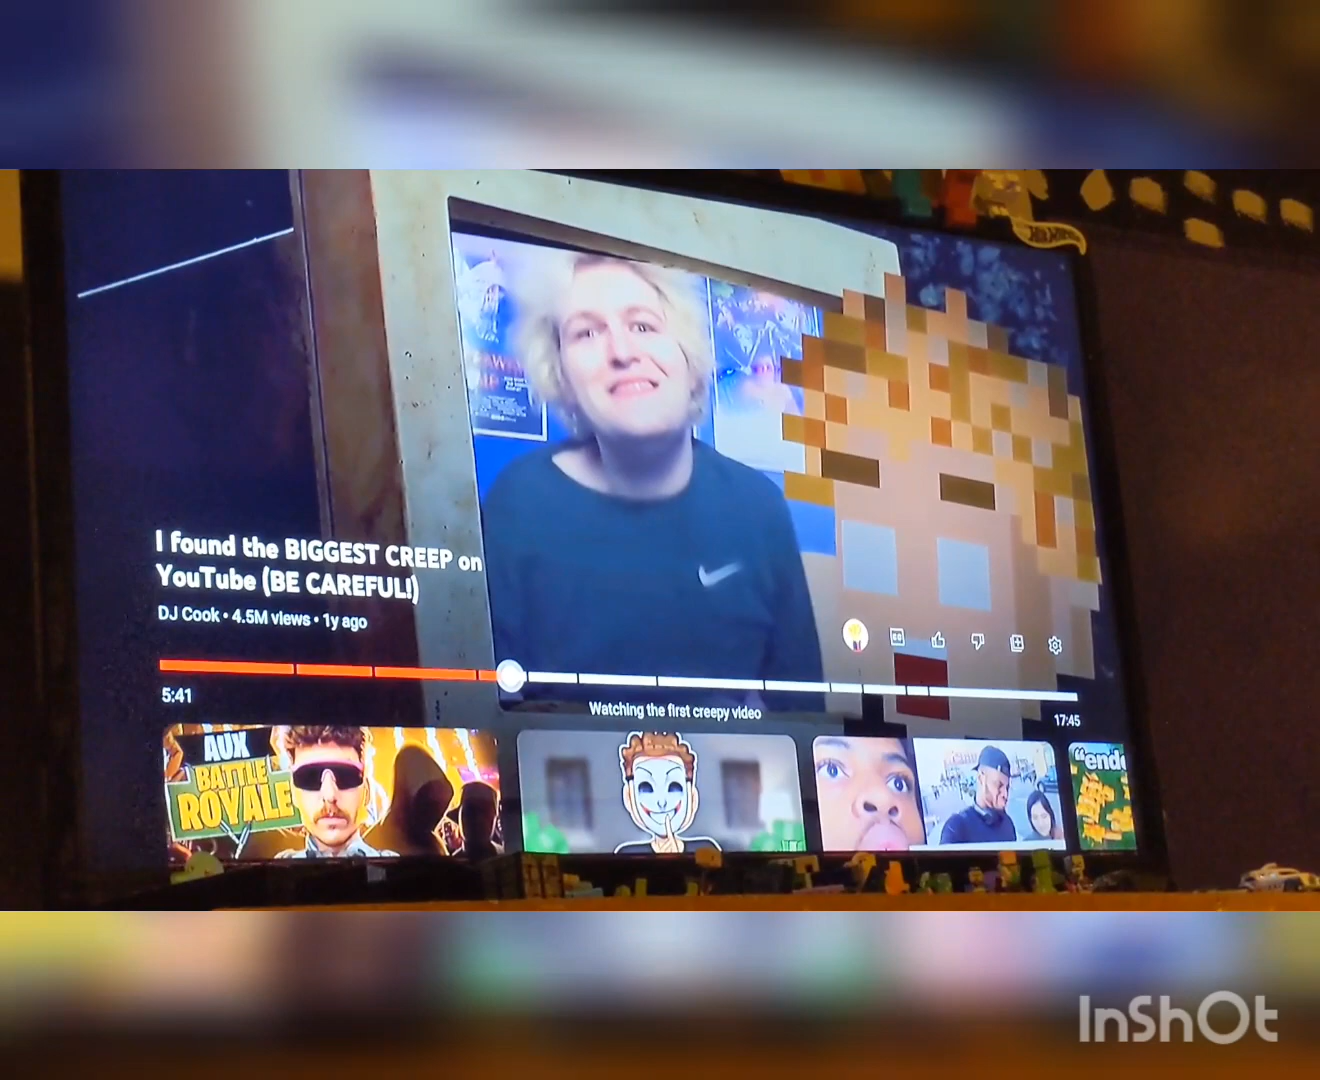 I found the BIGGEST CREEP on
YouTube (BE CAREFUL!)
DJ Cook • 4.5M views • 1y ago
5:41
Watching the first creepy video
17:45
AUX
BATTLE
ROYALE
"ende
InShOt